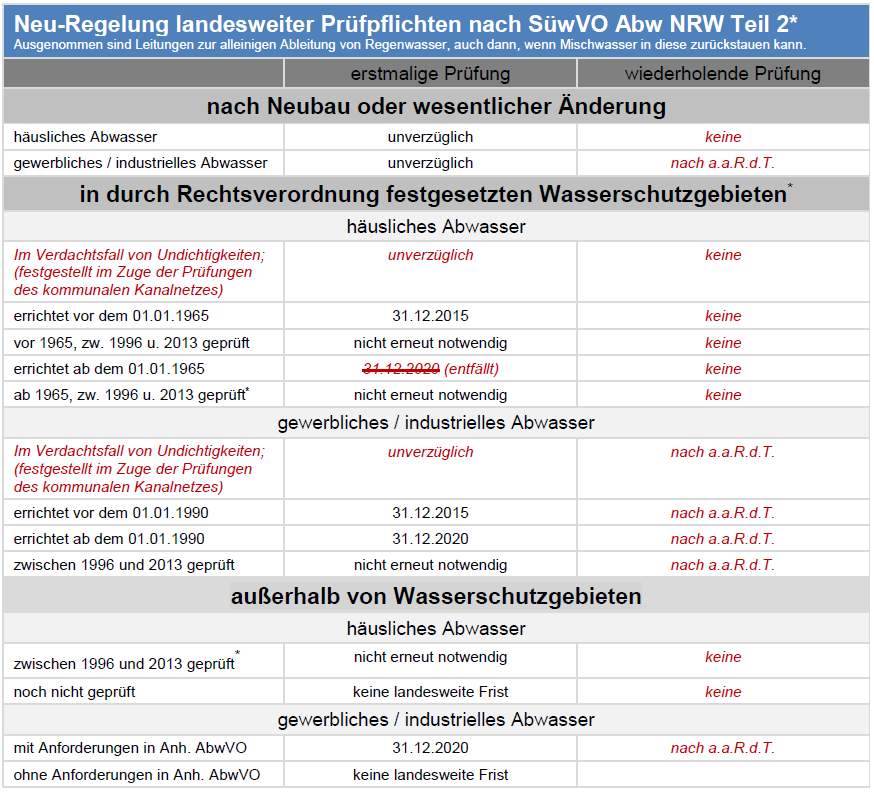 Neu-Regelung landesweiter Prüfpflichten nach SüwVO Abw NRW Teil 2*
Ausgenommen sind Leitungen zur alleinigen Ableitung von Regenwasser, auch dann, wenn Mischwasser in diese zurückstauen kann.
erstmalige Prüfung wiederholende Prüfung
nach Neubau oder wesentlicher Änderung
häusliches Abwasser unverzüglich keine
gewerbliches / industrielles Abwasser unverzüglich nach a.a.R.d.T.
in durch Rechtsverordnung festgesetzten Wasserschutzgebieten*
häusliches Abwasser
Im Verdachtsfall von Undichtigkeiten; unverzüglich keine
(festgestellt im Zuge der Prüfungen
des kommunalen Kanalnetzes)
errichtet vor dem 01.01.1965 31.12.2015 keine
vor 1965, zw. 1996 u. 2013 geprüft nicht erneut notwendig keine
errichtet ab dem 01.01.1965 31.12.2020 (entfällt) keine
ab 1965, zw. 1996 u. 2013 geprüft* nicht erneut notwendig keine
gewerbliches / industrielles Abwasser
Im Verdachtsfall von Undichtigkeiten; unverzüglich nach a.a.R.d.T.
(festgestellt im Zuge der Prüfungen
des kommunalen Kanalnetzes)
errichtet vor dem 01.01.1990 31.12.2015 nach a.a.R.d.T.
errichtet ab dem 01.01.1990 31.12.2020 nach a.a.R.d.T.
zwischen 1996 und 2013 geprüft nicht erneut notwendig nach a.a.R.d.T.
außerhalb von Wasserschutzgebieten
häusliches Abwasser
zwischen 1996 und 2013 geprüft* nicht erneut notwendig keine
noch nicht geprüft keine landesweite Frist keine
gewerbliches / industrielles Abwasser
mit Anforderungen in Anh. AbwVO 31.12.2020 nach a.a.R.d.T.
ohne Anforderungen in Anh. AbwVO keine landesweite Frist